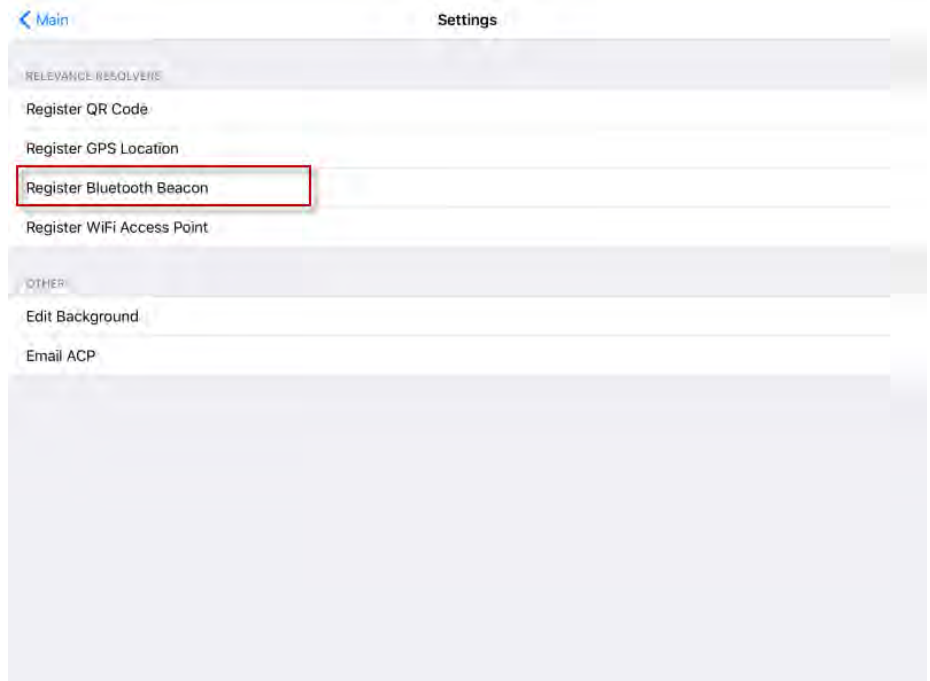 Main
Settings
RELEVANCE RESOLVERS
Register QR Code
Register GPS Location
Register Bluetooth Beacon
Register WiFi Access Point
OTHER
Edit Background
Email ACP